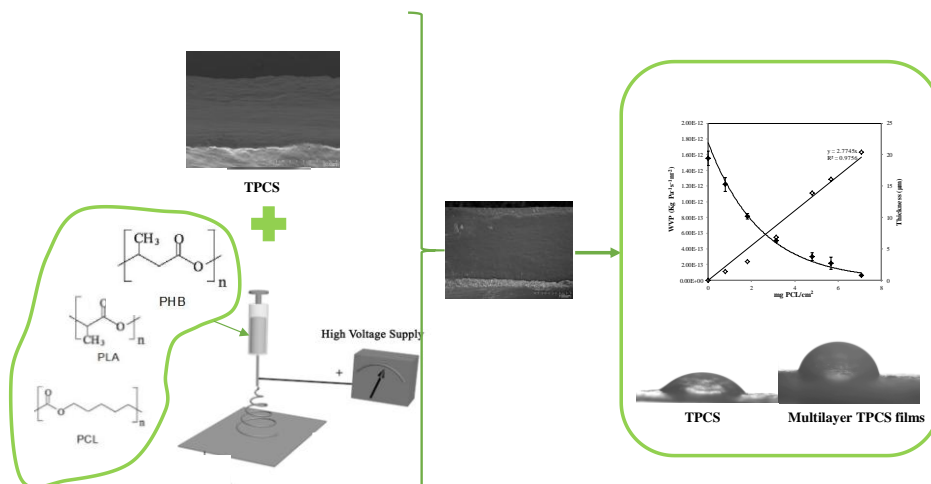 TPCS
CH₃
O
O
n
PHB
O
O
CH₃
n
PLA
O
O
n
PCL
High Voltage Supply
+
WVP (Kg Pa⁻¹s⁻¹m²)
2.00E-12
1.80E-12
1.60E-12
1.40E-12
1.20E-12
1.00E-12
8.00E-13
6.00E-13
4.00E-13
2.00E-13
0.00E+00
y = 2.7745x
R² = 0.9756
25
20
15
10
5
0
Thickness (µm)
0
2
4
6
8
mg PCL/cm²
TPCS
Multilayer TPCS films